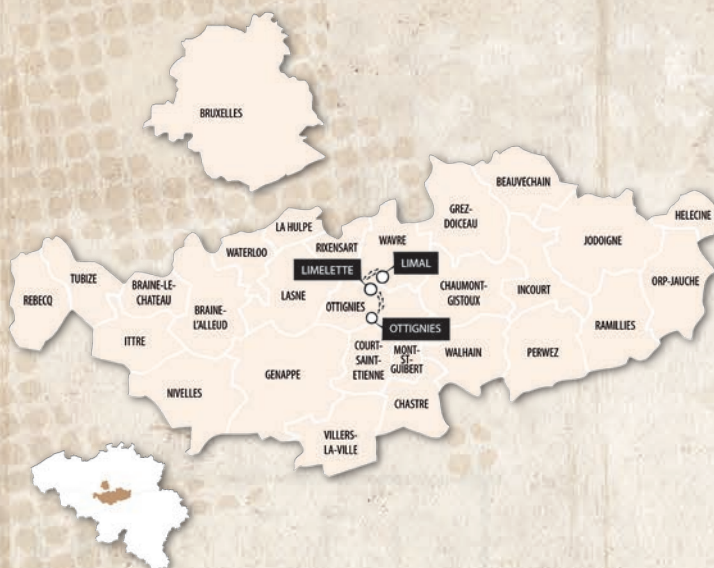 BRUXELLES
BEAUVECHAIN
GREZ-
DOICEAU
HELECINE
LA HULPE
WAVRE
JODOIGNE
WATERLOO
RIXENSART
LIMELETTE
LIMAL
TUBIZE
BRAINE-LE-
CHATEAU
LASNE
CHAUMONT-
GISTOUX
INCOURT
ORP-JAUCHE
REBECQ
BRAINE-
L'ALLEUD
OTTIGNIES
OTTIGNIES
RAMILLIES
ITTRE
COURT-
SAINT-
ETIENNE
MONT-
ST-
GUIBERT
WALHAIN
PERWEZ
GENAPPE
NIVELLES
CHASTRE
VILLERS-
LA-VILLE